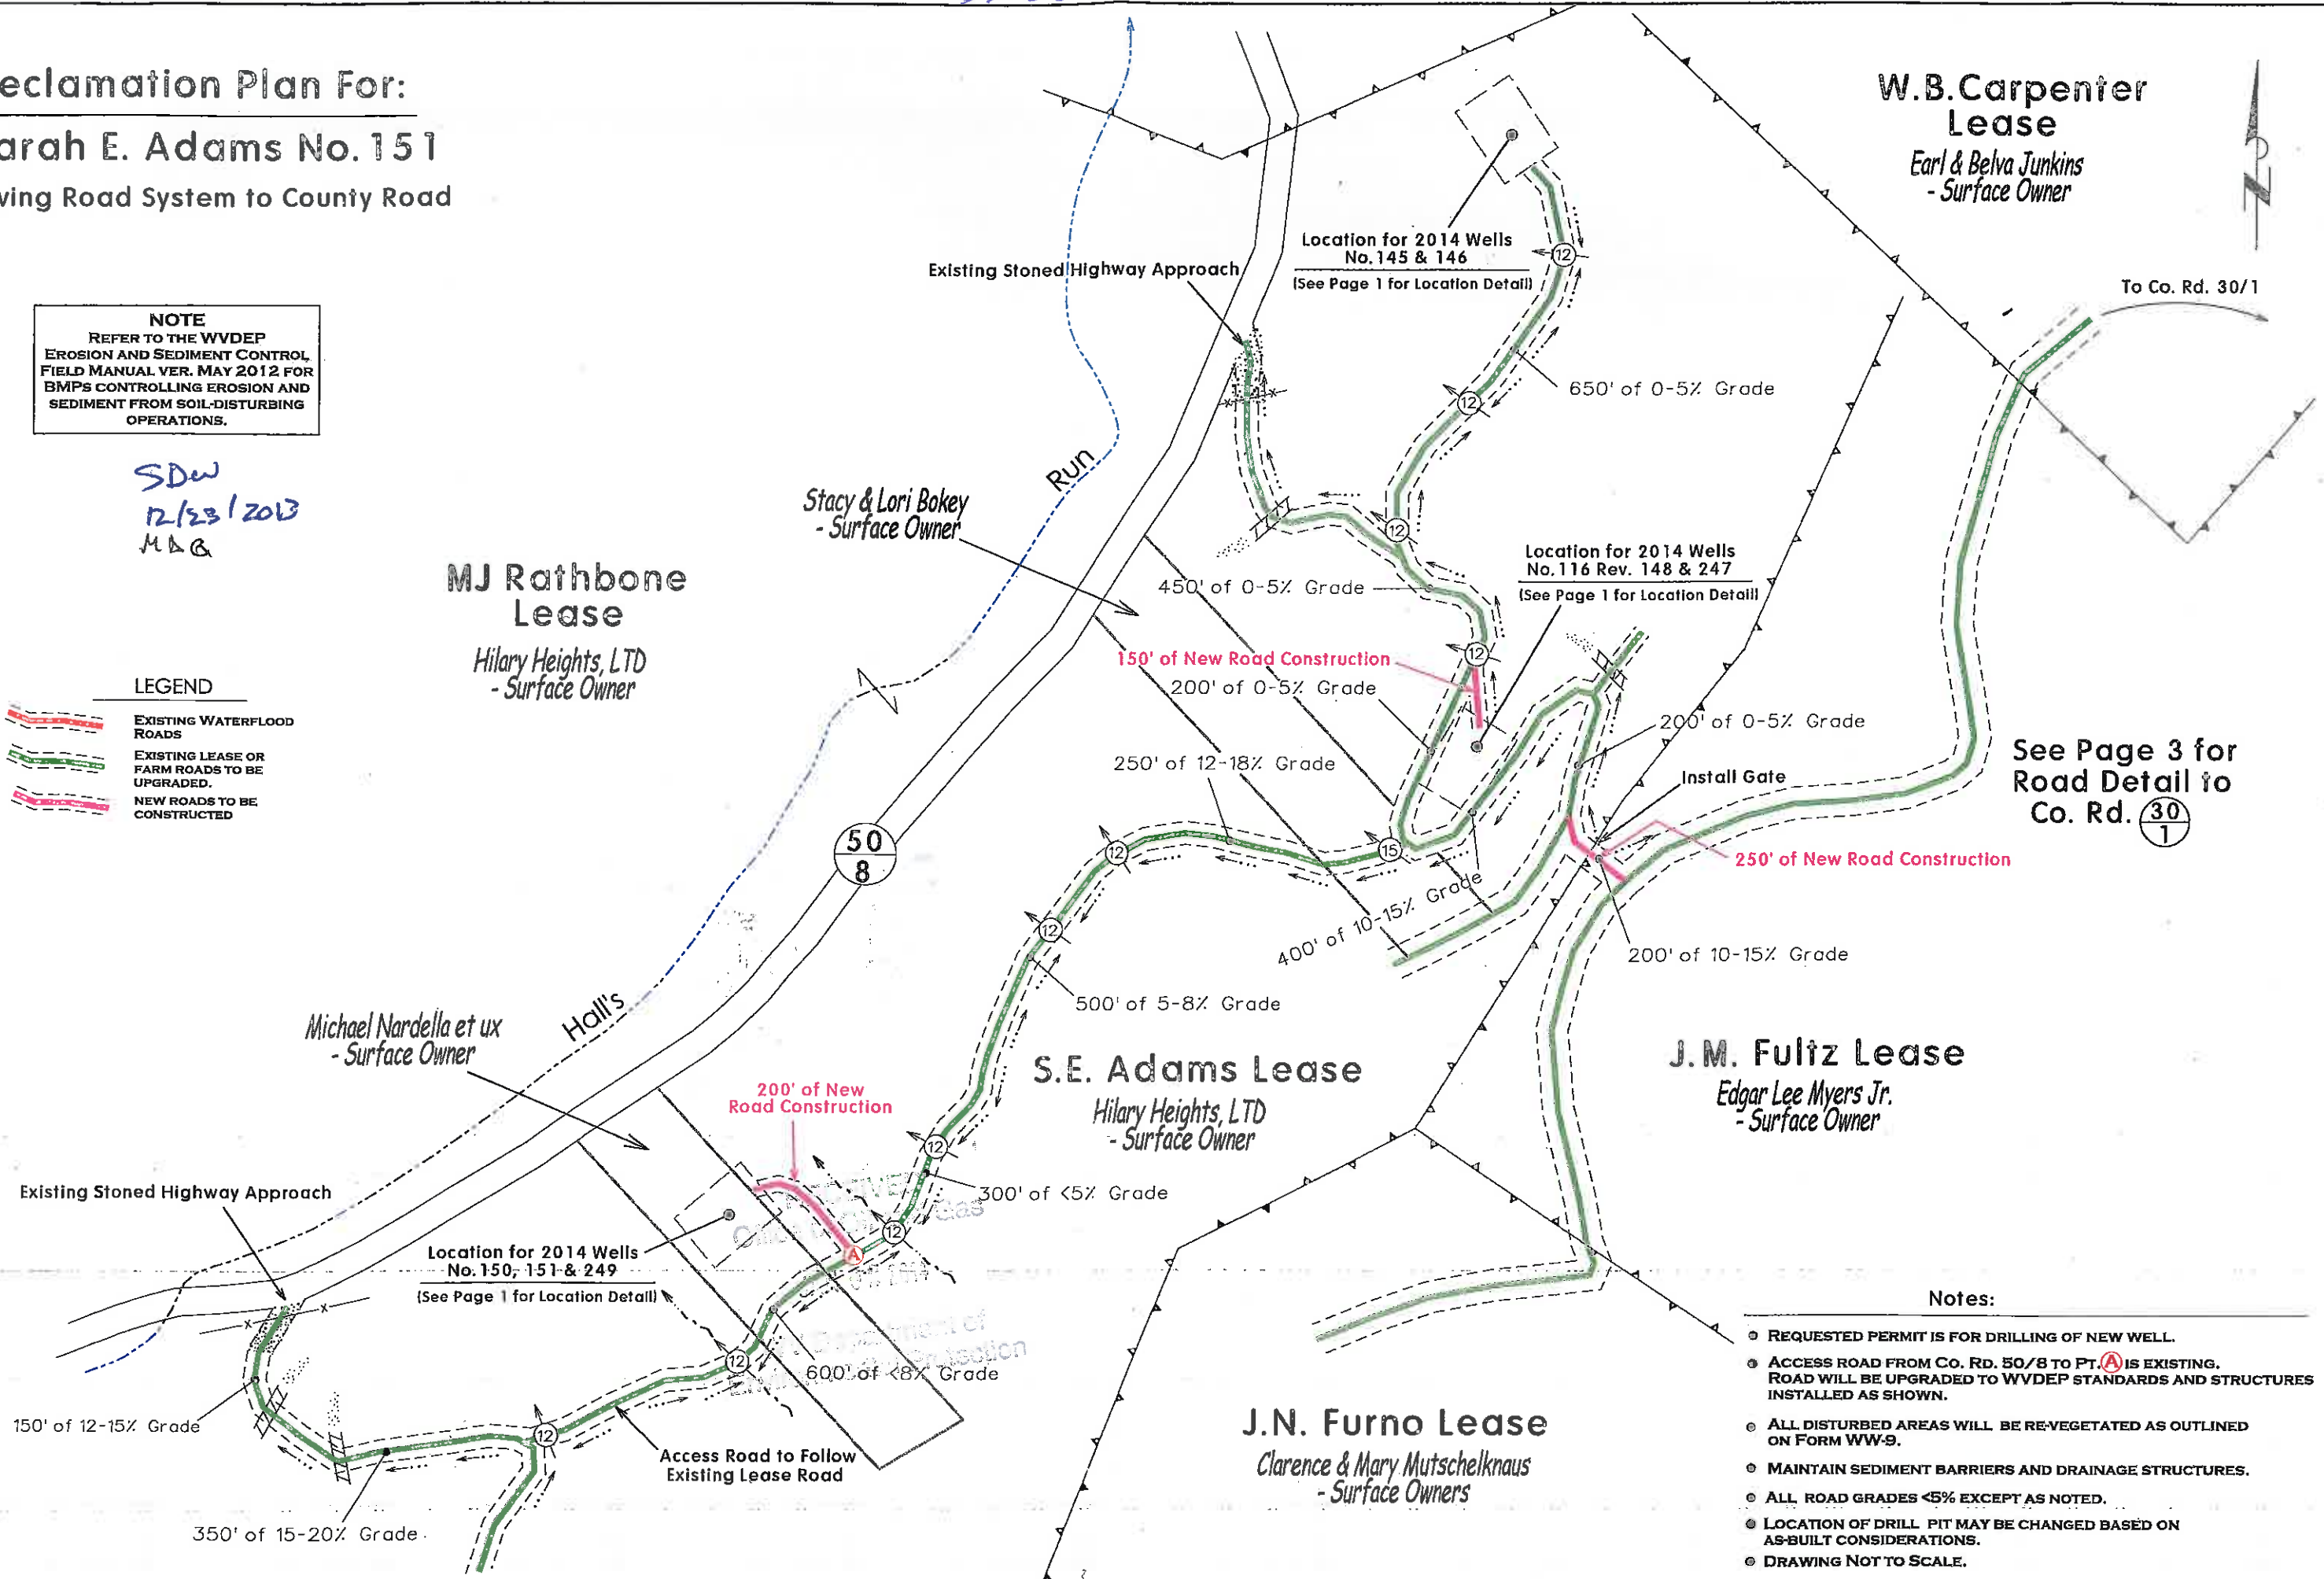 eclamation Plan For:
arah E. Adams No. 151
ving Road System to County Road
NOTE
REFER TO THE WVDEP
EROSION AND SEDIMENT CONTROL
FIELD MANUAL VER. MAY 2012 FOR
BMPS CONTROLLING EROSION AND
SEDIMENT FROM SOIL-DISTURBING
OPERATIONS.
SDW
12/23/2013
MDG
LEGEND
EXISTING WATERFLOOD
ROADS
EXISTING LEASE OR
FARM ROADS TO BE
UPGRADED.
NEW ROADS TO BE
CONSTRUCTED
MJ Rathbone
Lease
Hilary Heights, LTD
- Surface Owner
Stacy & Lori Bokey
- Surface Owner
Run
Existing Stoned Highway Approach
Location for 2014 Wells
No. 145 & 146
(See Page 1 for Location Detail)
12
W.B.Carpenter
Lease
Earl & Belva Junkins
- Surface Owner
N
To Co. Rd. 30/1
650' of 0-5% Grade
12
12
Location for 2014 Wells
No. 116 Rev. 148 & 247
(See Page 1 for Location Detail)
450' of 0-5% Grade
12
150' of New Road Construction
200' of 0-5% Grade
200' of 0-5% Grade
250' of 12-18% Grade
Install Gate
See Page 3 for
Road Detail to
Co. Rd. 30
1
250' of New Road Construction
50
8
12
15
12
400' of 10-15% Grade
200' of 10-15% Grade
500' of 5-8% Grade
Hall's
Michael Nardella et ux
- Surface Owner
S.E. Adams Lease
Hilary Heights, LTD
- Surface Owner
J.M. Fultz Lease
Edgar Lee Myers Jr.
- Surface Owner
200' of New
Road Construction
12
300' of <5% Grade
12
A
Existing Stoned Highway Approach
Location for 2014 Wells
No. 150, 151 & 249
(See Page 1 for Location Detail)
12
600' of <8% Grade
150' of 12-15% Grade
12
Access Road to Follow
Existing Lease Road
350' of 15-20% Grade
J.N. Furno Lease
Clarence & Mary Mutschelknaus
- Surface Owners
Notes:
REQUESTED PERMIT IS FOR DRILLING OF NEW WELL.
ACCESS ROAD FROM CO. RD. 50/8 TO PT. A IS EXISTING.
ROAD WILL BE UPGRADED TO WVDEP STANDARDS AND STRUCTURES
INSTALLED AS SHOWN.
ALL DISTURBED AREAS WILL BE RE-VEGETATED AS OUTLINED
ON FORM WW-9.
MAINTAIN SEDIMENT BARRIERS AND DRAINAGE STRUCTURES.
ALL ROAD GRADES <5% EXCEPT AS NOTED.
LOCATION OF DRILL PIT MAY BE CHANGED BASED ON
AS-BUILT CONSIDERATIONS.
DRAWING NOT TO SCALE.